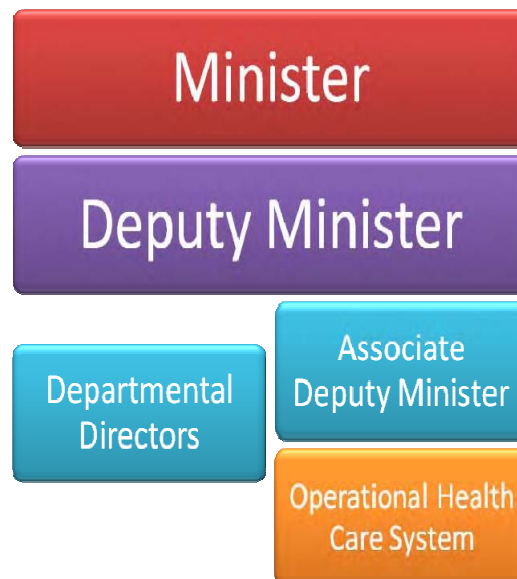 Minister
Deputy Minister
Associate
Deputy Minister
Departmental
Directors
Operational Health
Care System